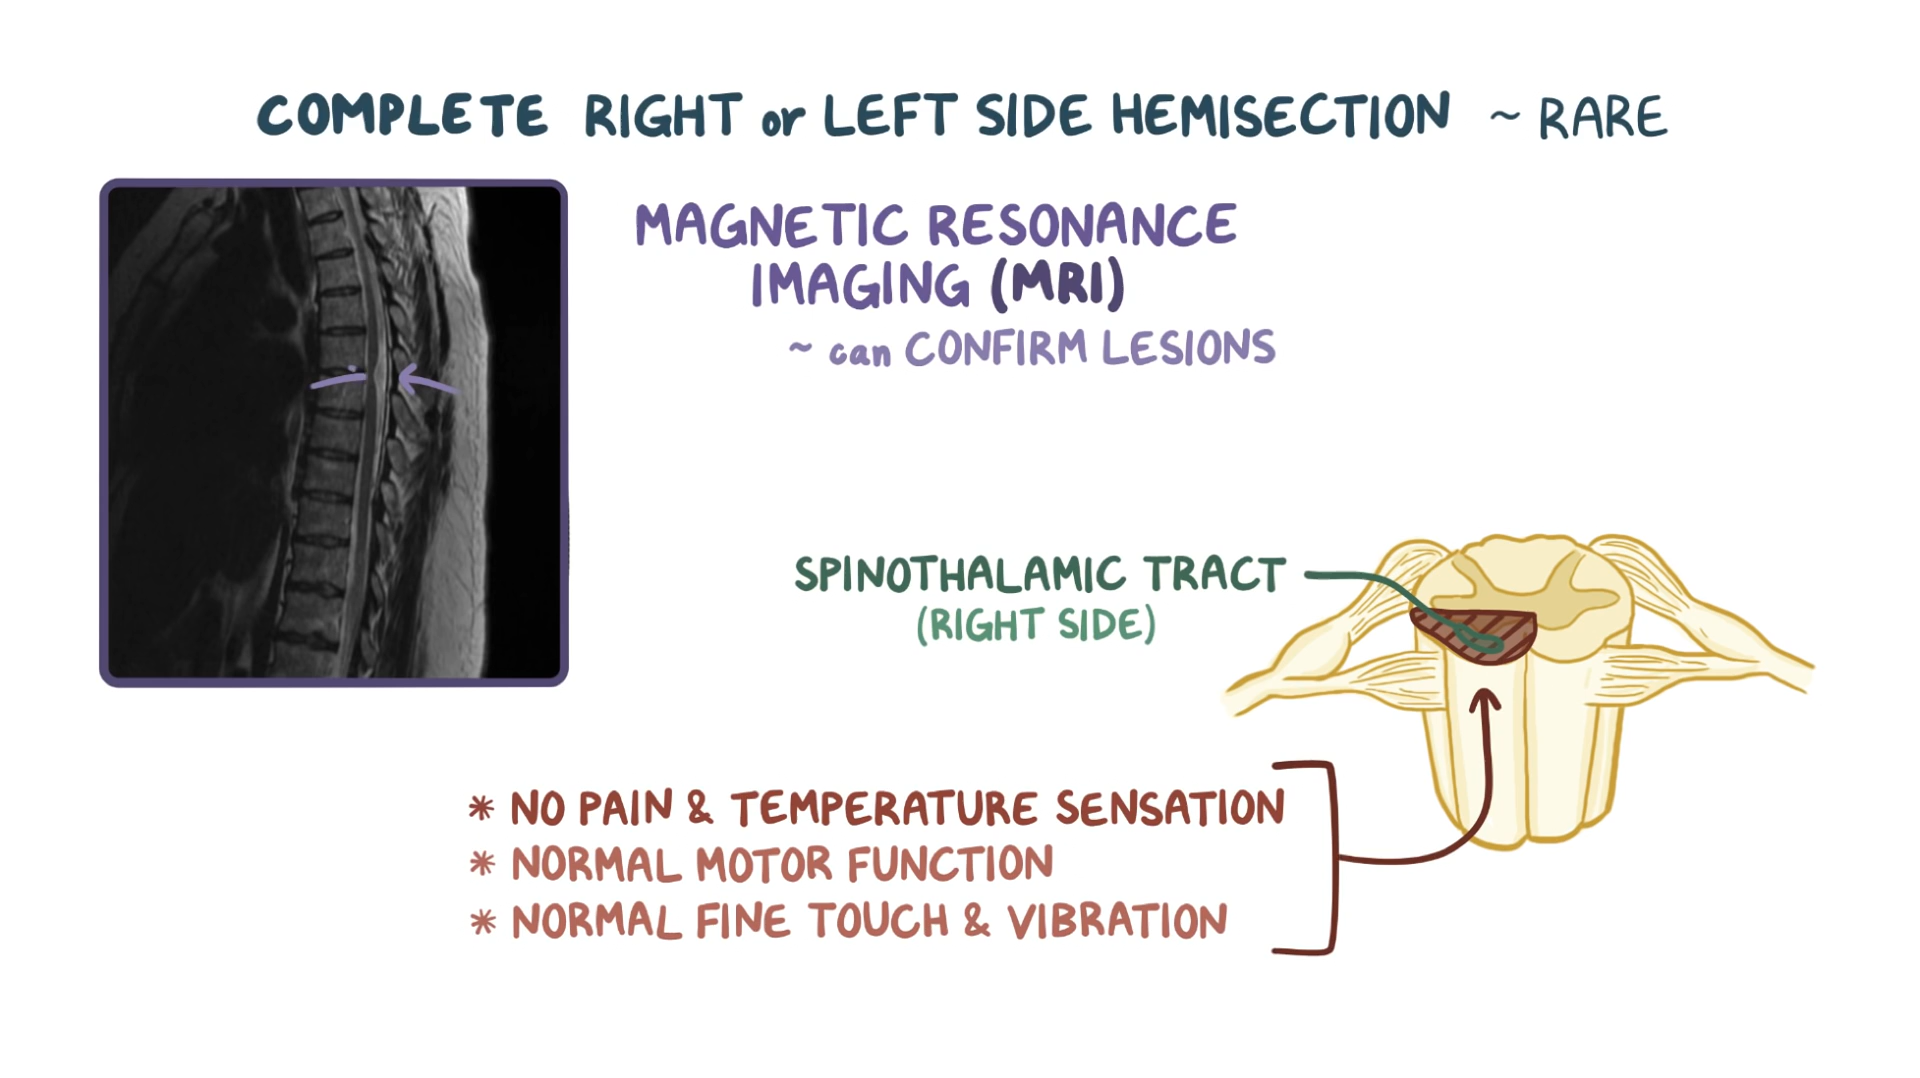 COMPLETE RIGHT or LEFT SIDE HEMISECTION ~ RARE
MAGNETIC RESONANCE
IMAGING (MRI)
~ can CONFIRM LESIONS
SPINOTHALAMIC TRACT
(RIGHT SIDE)
* NO PAIN & TEMPERATURE SENSATION
* NORMAL MOTOR FUNCTION
* NORMAL FINE TOUCH & VIBRATION